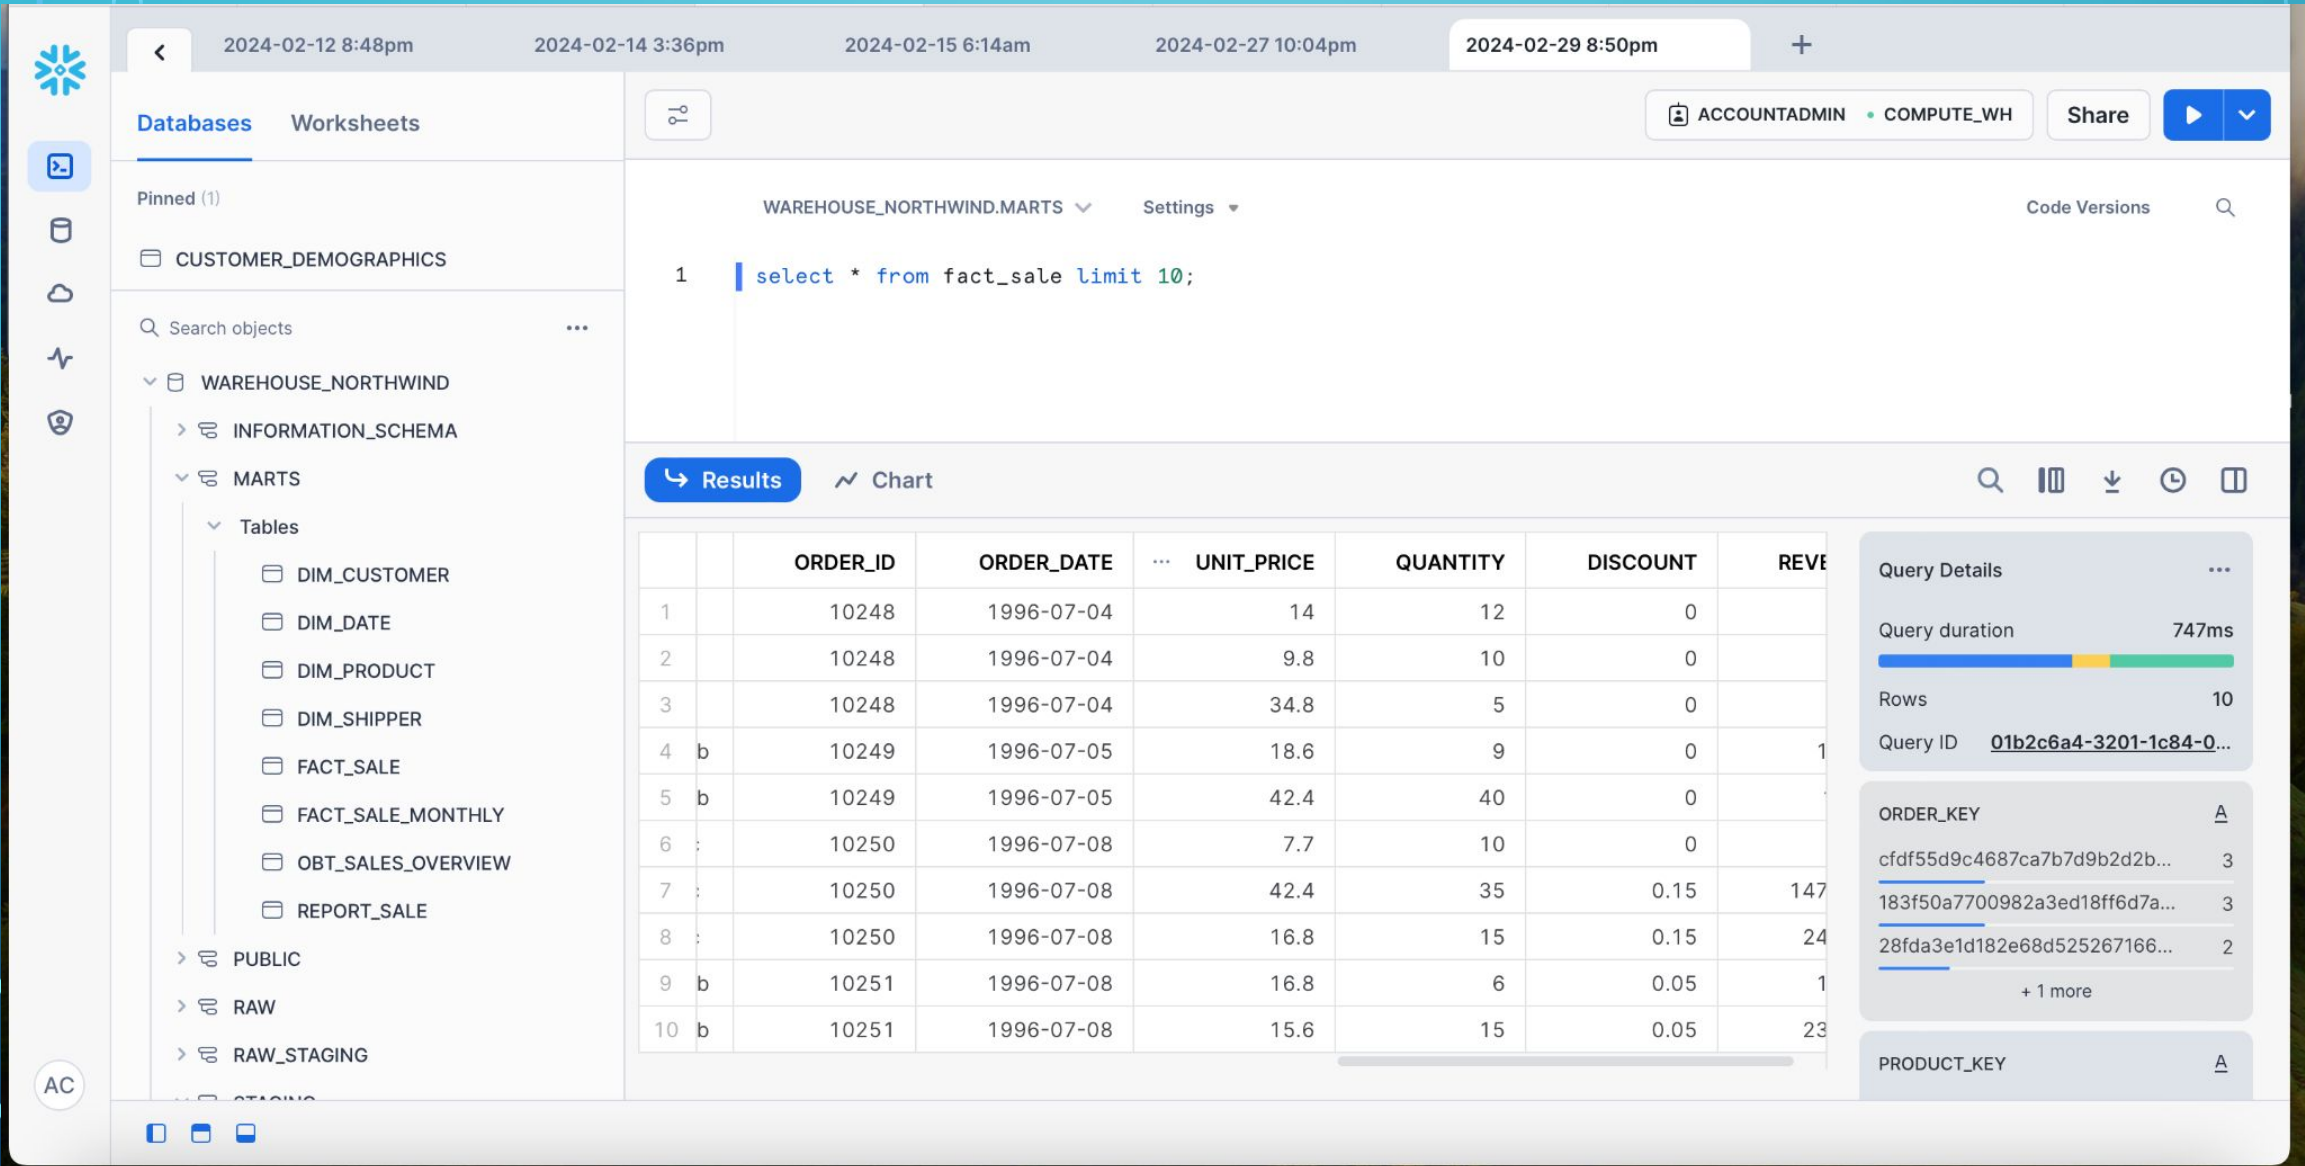 2024-02-12 8:48pm 2024-02-14 3:36pm 2024-02-15 6:14am 2024-02-27 10:04pm 2024-02-29 8:50pm +
Databases Worksheets
ACCOUNTADMIN • COMPUTE_WH Share
Pinned (1)
CUSTOMER_DEMOGRAPHICS
Search objects ...
WAREHOUSE_NORTHWIND
INFORMATION_SCHEMA
MARTS
Tables
DIM_CUSTOMER
DIM_DATE
DIM_PRODUCT
DIM_SHIPPER
FACT_SALE
FACT_SALE_MONTHLY
OBT_SALES_OVERVIEW
REPORT_SALE
PUBLIC
RAW
RAW_STAGING
STAGING
AC
WAREHOUSE_NORTHWIND.MARTS Settings Code Versions
1 select * from fact_sale limit 10;
Results Chart
ORDER_ID ORDER_DATE ... UNIT_PRICE QUANTITY DISCOUNT REVE
1 10248 1996-07-04 14 12 0
2 10248 1996-07-04 9.8 10 0
3 10248 1996-07-04 34.8 5 0
4 b 10249 1996-07-05 18.6 9 0 1
5 b 10249 1996-07-05 42.4 40 0
6 : 10250 1996-07-08 7.7 10 0
7 : 10250 1996-07-08 42.4 35 0.15 147
8 : 10250 1996-07-08 16.8 15 0.15 24
9 b 10251 1996-07-08 16.8 6 0.05 1
10 b 10251 1996-07-08 15.6 15 0.05 23
Query Details ...
Query duration 747ms
Rows 10
Query ID 01b2c6a4-3201-1c84-0...
ORDER_KEY A
cfdf55d9c4687ca7b7d9b2d2b... 3
183f50a7700982a3ed18ff6d7a... 3
28fda3e1d182e68d525267166... 2
+ 1 more
PRODUCT_KEY A